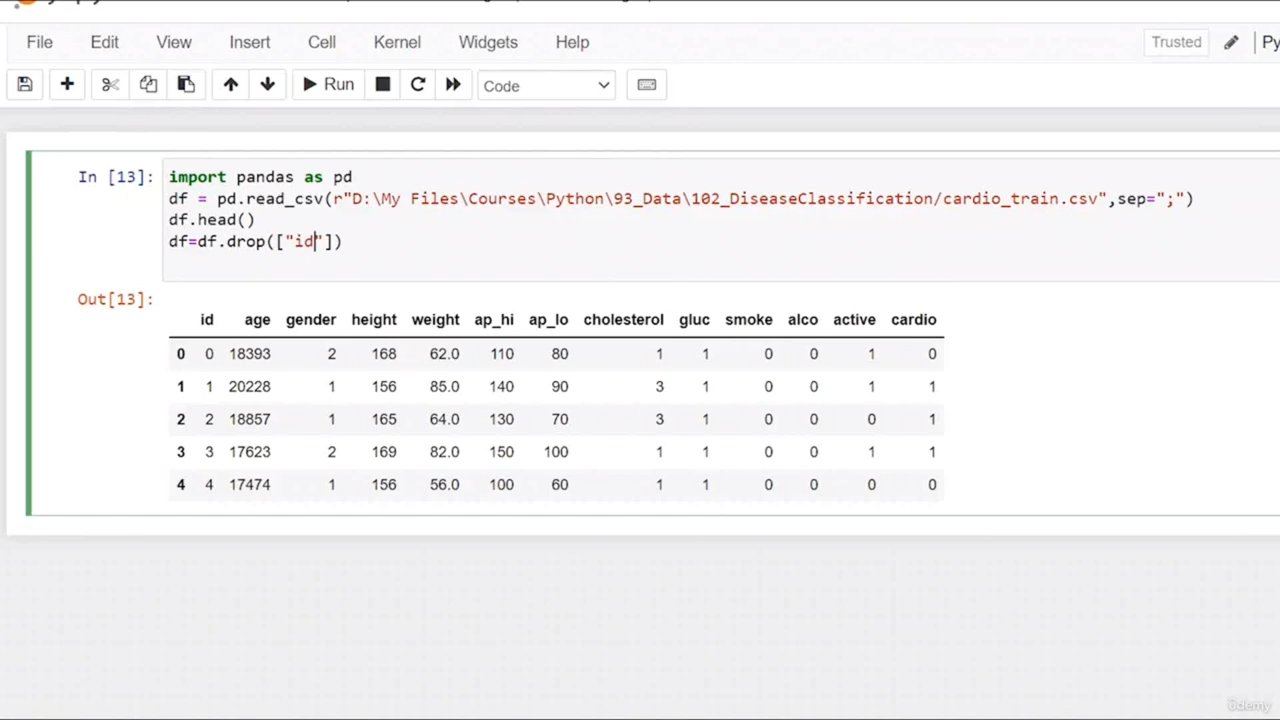 File Edit View Insert Cell Kernel Widgets Help Trusted
Run Code
In [13]: import pandas as pd
df = pd.read_csv(r"D:\My Files\Courses\Python\93_Data\102_DiseaseClassification/cardio_train.csv",sep=";")
df.head()
df=df.drop(["id"])
Out[13]:
id age gender height weight ap_hi ap_lo cholesterol gluc smoke alco active cardio
0 0 18393 2 168 62.0 110 80 1 1 0 0 1 0
1 1 20228 1 156 85.0 140 90 3 1 0 0 1 1
2 2 18857 1 165 64.0 130 70 3 1 0 0 0 1
3 3 17623 2 169 82.0 150 100 1 1 0 0 1 1
4 4 17474 1 156 56.0 100 60 1 1 0 0 0 0
ûdemy